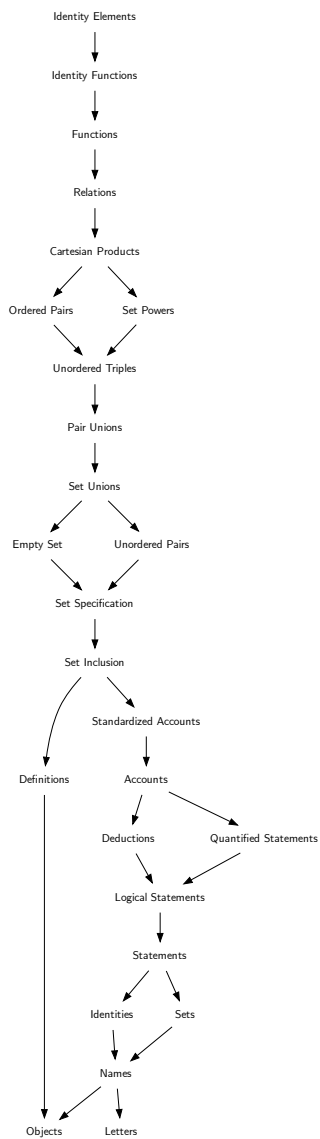 Identity Elements
Identity Functions
Functions
Relations
Cartesian Products
Ordered Pairs
Set Powers
Unordered Triples
Pair Unions
Set Unions
Empty Set
Unordered Pairs
Set Specification
Set Inclusion
Standardized Accounts
Definitions
Accounts
Deductions
Quantified Statements
Logical Statements
Statements
Identities
Sets
Names
Objects
Letters